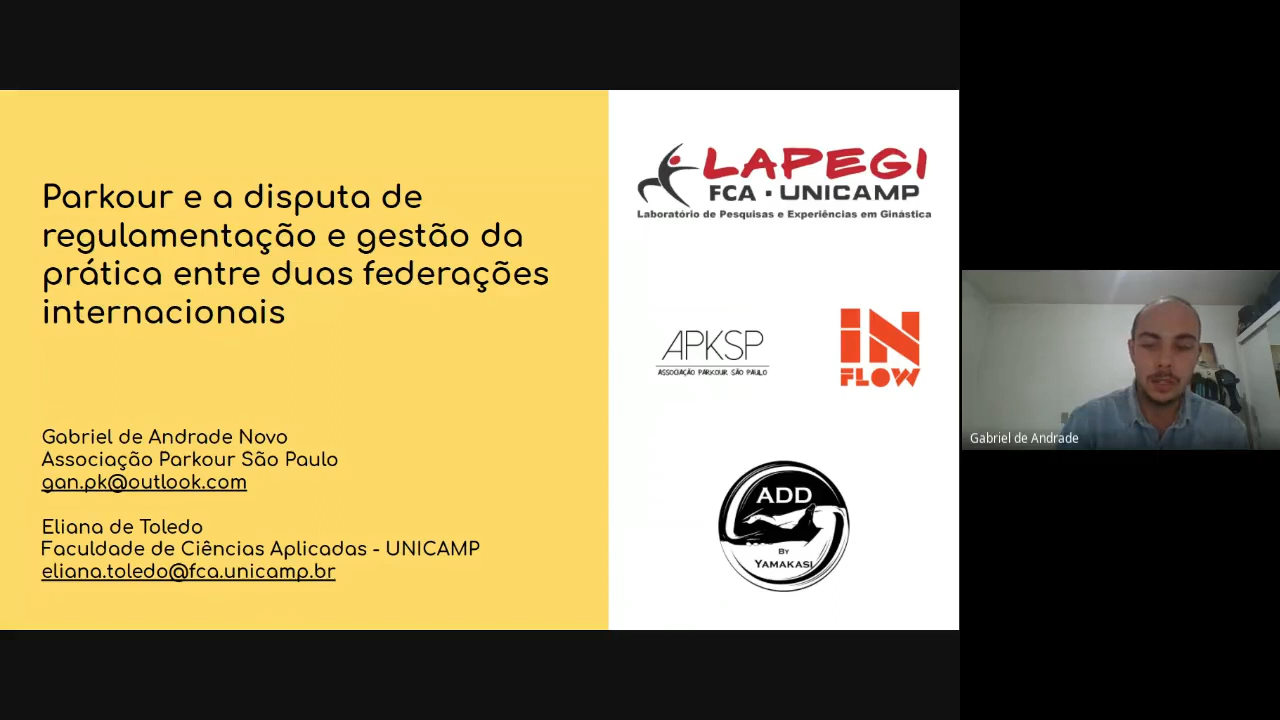 Parkour e a disputa de
regulamentação e gestão da
prática entre duas federações
internacionais
Gabriel de Andrade Novo
Associação Parkour São Paulo
gan.pk@outlook.com
Eliana de Toledo
Faculdade de Ciências Aplicadas - UNICAMP
eliana.toledo@fca.unicamp.br
LAPEGI
FCA · UNICAMP
Laboratório de Pesquisas e Experiências em Ginástica
APKSP
ASSOCIAÇÃO PARKOUR SÃO PAULO
IN
FLOW
ADD
BY
YAMAKASI
Gabriel de Andrade